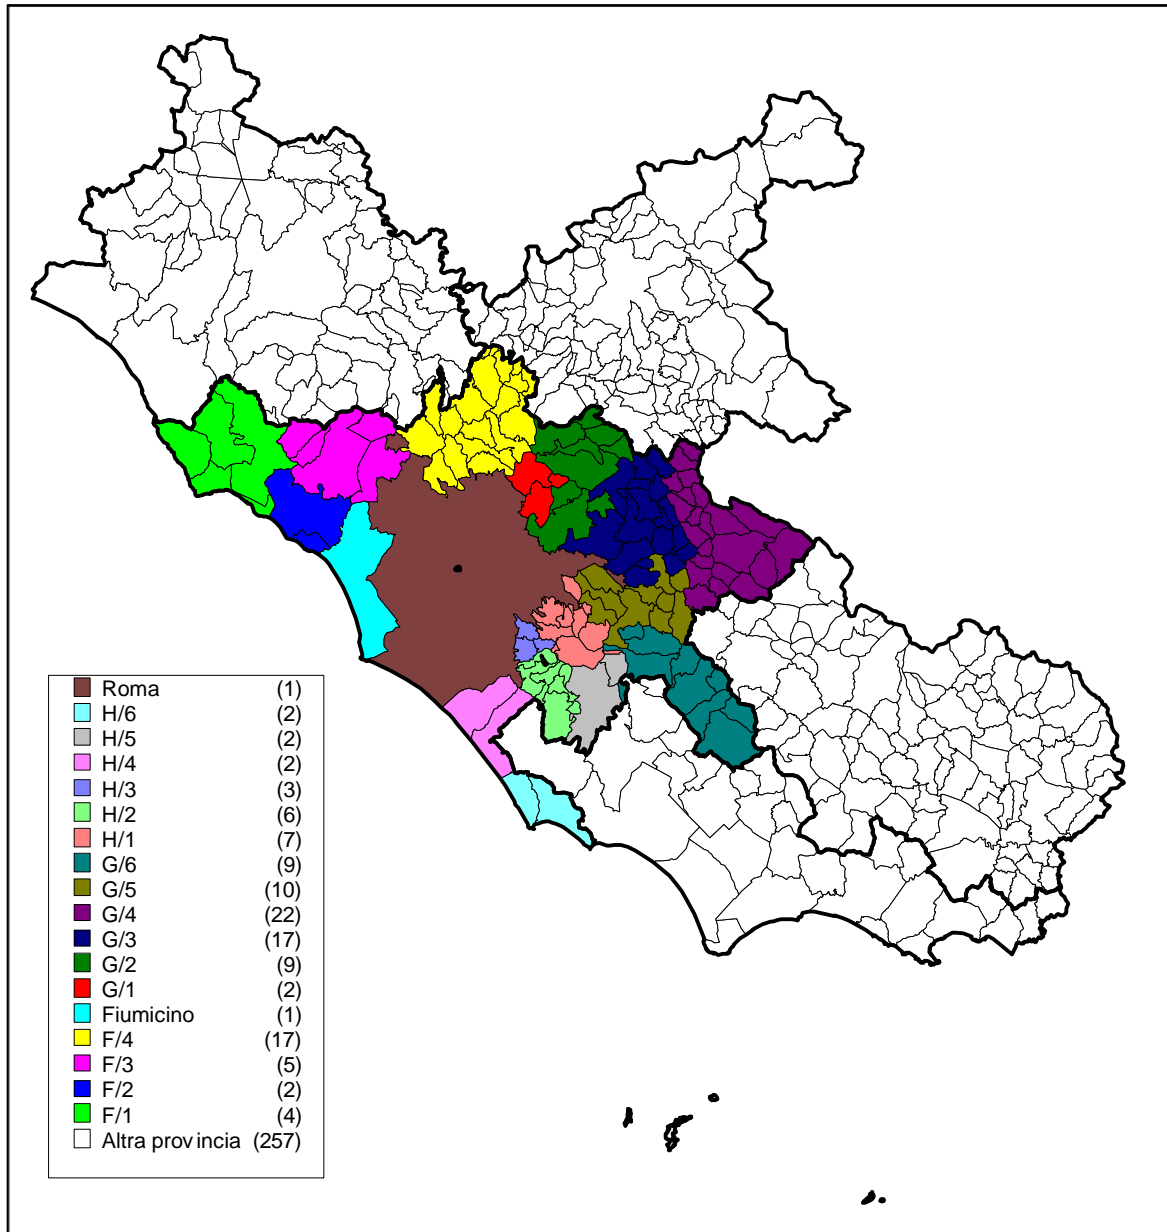 Roma (1)
H/6 (2)
H/5 (2)
H/4 (2)
H/3 (3)
H/2 (6)
H/1 (7)
G/6 (9)
G/5 (10)
G/4 (22)
G/3 (17)
G/2 (9)
G/1 (2)
Fiumicino (1)
F/4 (17)
F/3 (5)
F/2 (2)
F/1 (4)
Altra provincia (257)